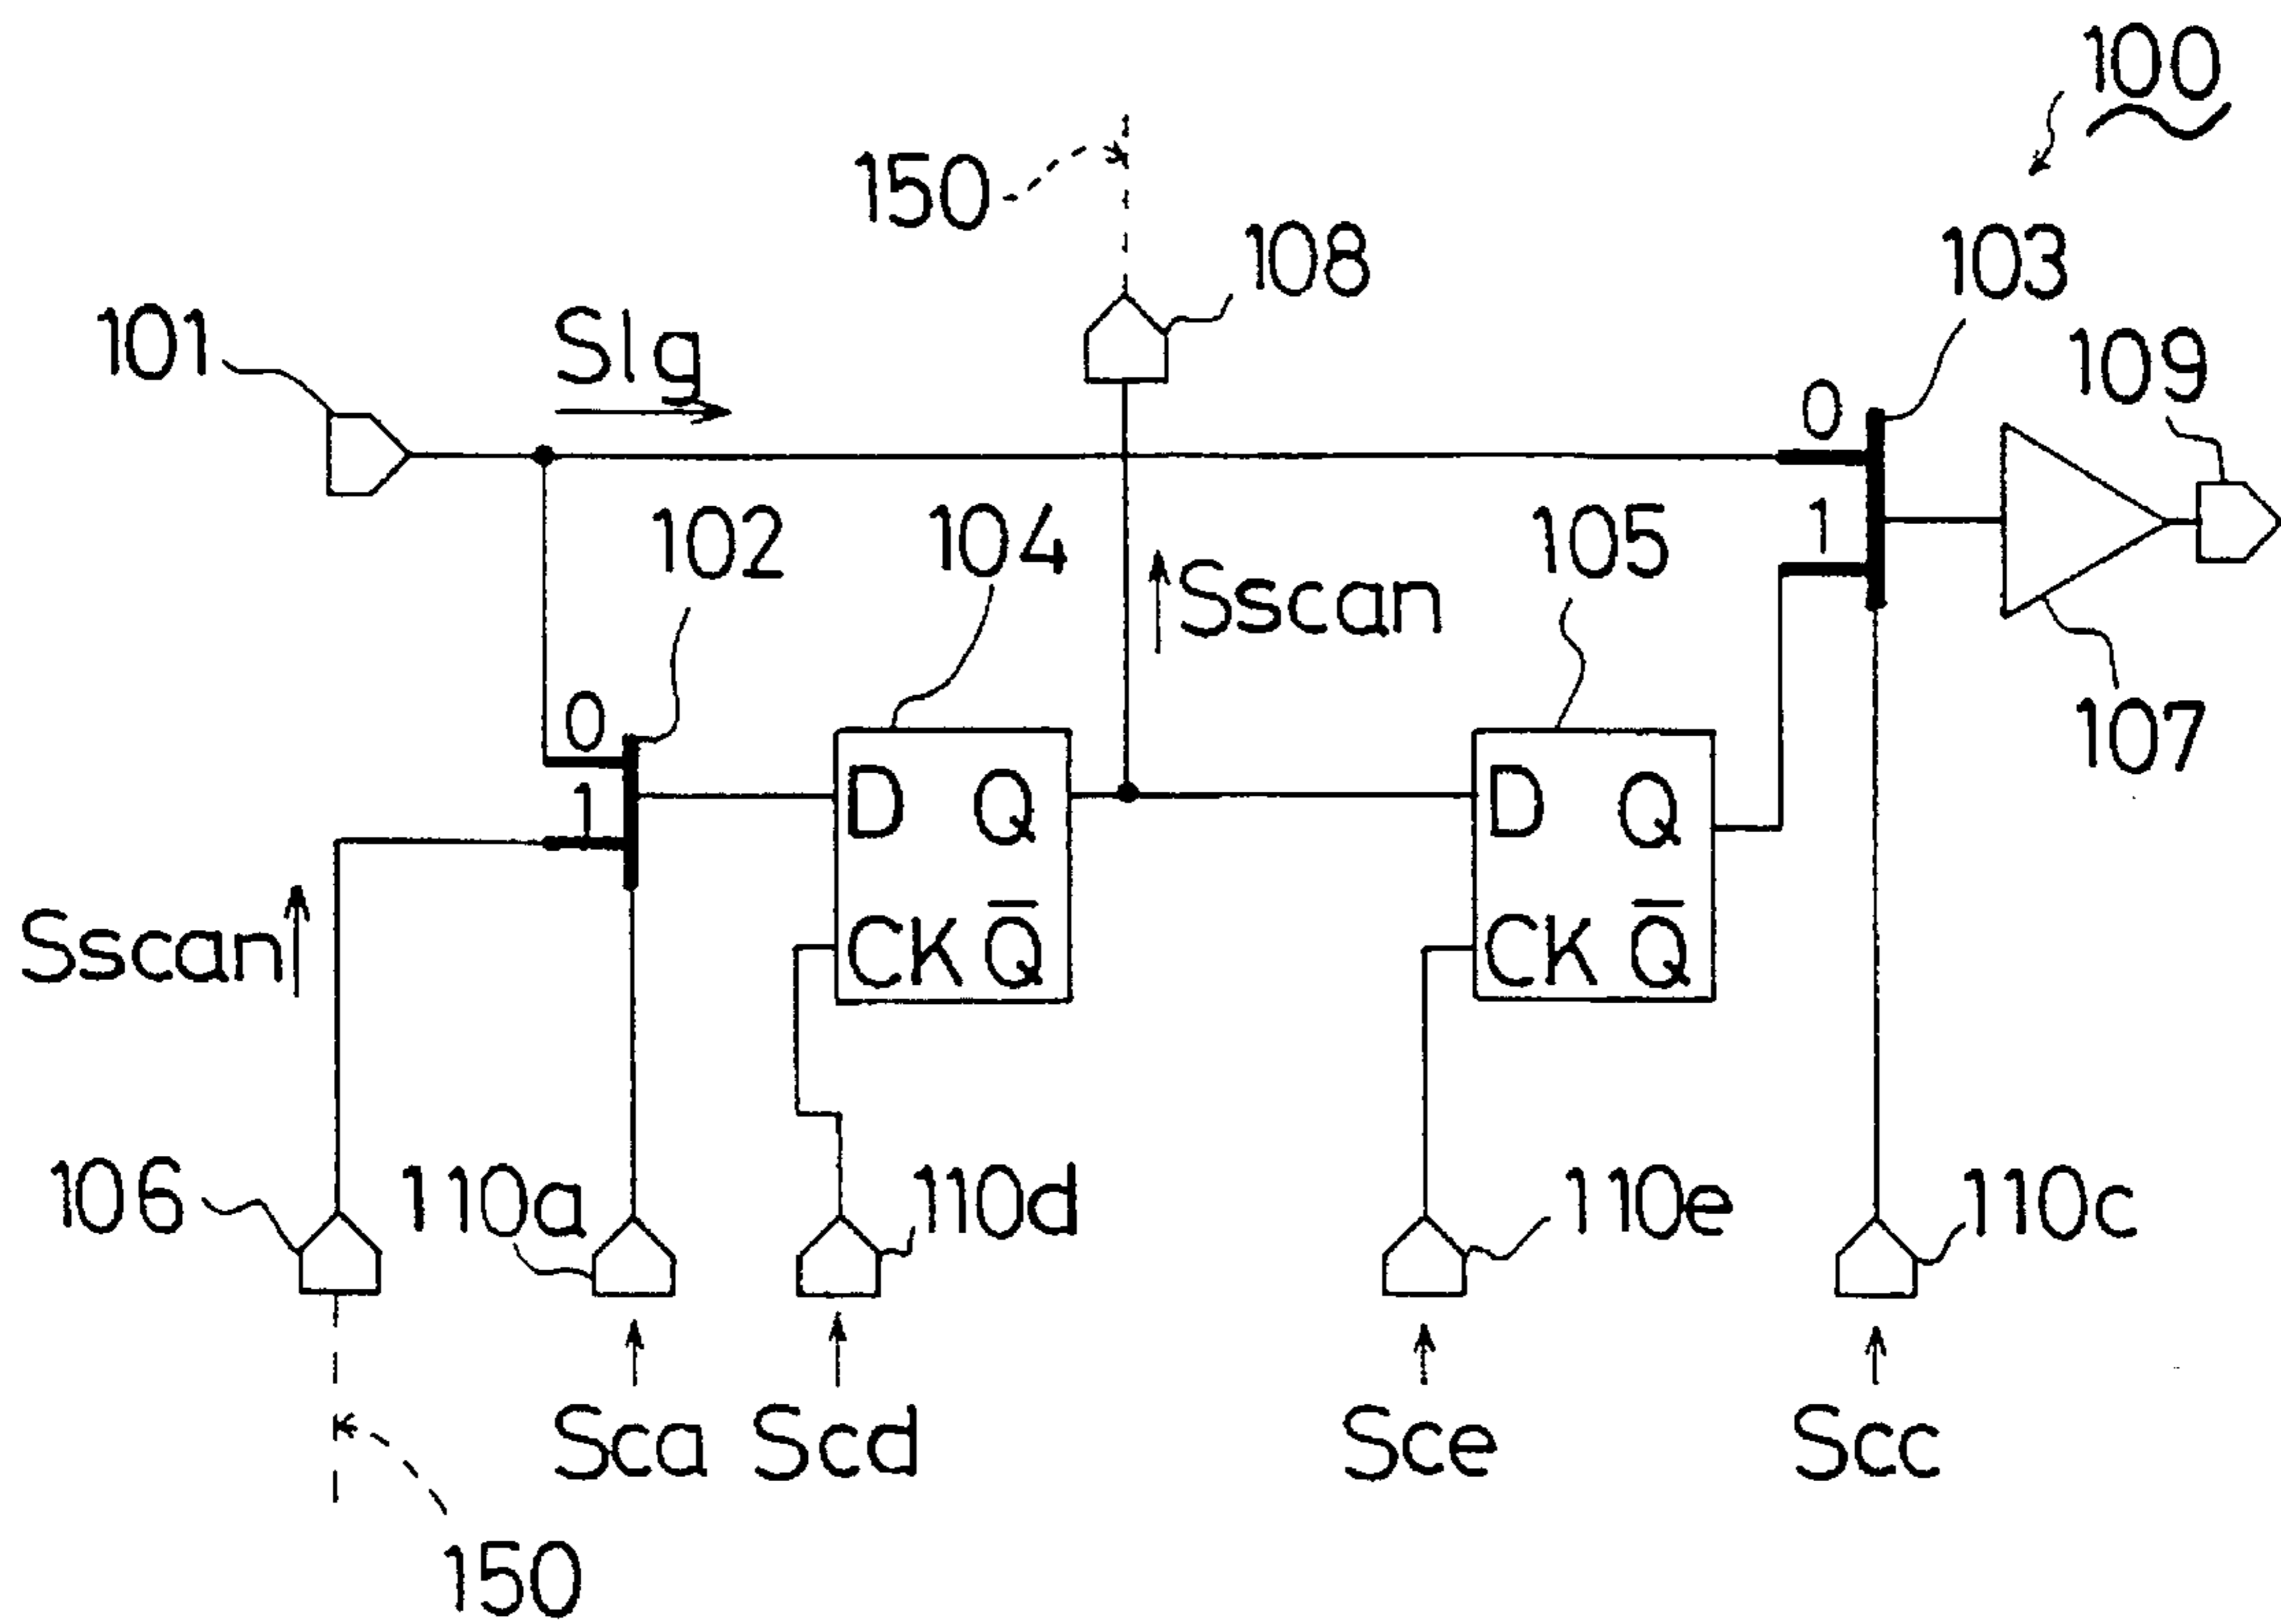 100
150
108
103
101
Slg
109
0
102
104
105
1
Sscan
107
0
1
D Q
CK Q̅
D Q
CK Q̅
Sscan
106
110a
110d
110e
110c
Sca
Scd
Sce
Scc
150